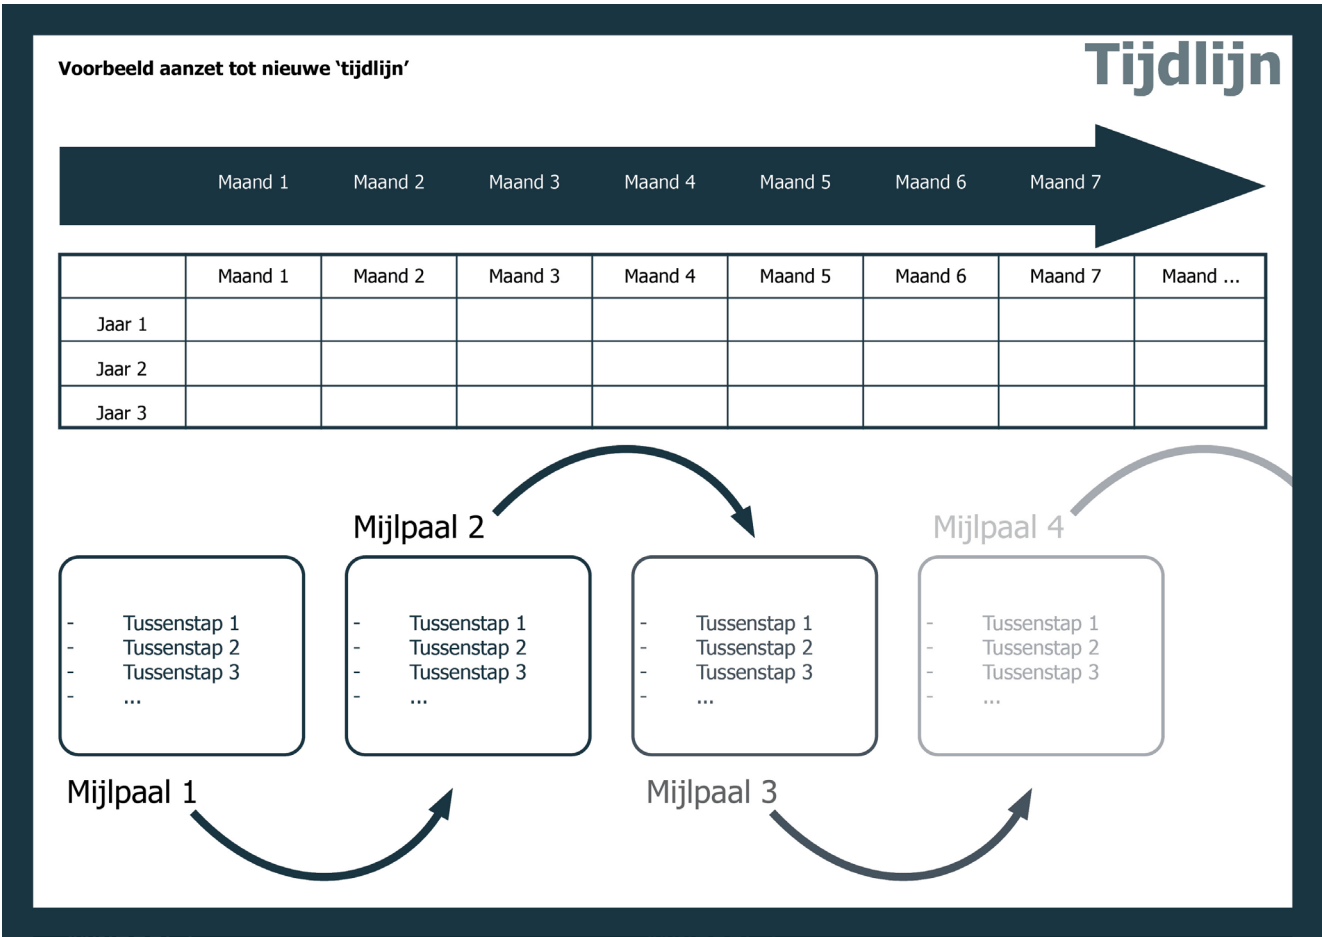 Voorbeeld aanzet tot nieuwe ‘tijdlijn’
Tijdlijn
Maand 1 Maand 2 Maand 3 Maand 4 Maand 5 Maand 6 Maand 7
Maand 1 Maand 2 Maand 3 Maand 4 Maand 5 Maand 6 Maand 7 Maand ...
Jaar 1
Jaar 2
Jaar 3
Mijlpaal 2
Mijlpaal 4
- Tussenstap 1
- Tussenstap 2
- Tussenstap 3
- ...
- Tussenstap 1
- Tussenstap 2
- Tussenstap 3
- ...
- Tussenstap 1
- Tussenstap 2
- Tussenstap 3
- ...
- Tussenstap 1
- Tussenstap 2
- Tussenstap 3
- ...
Mijlpaal 1
Mijlpaal 3